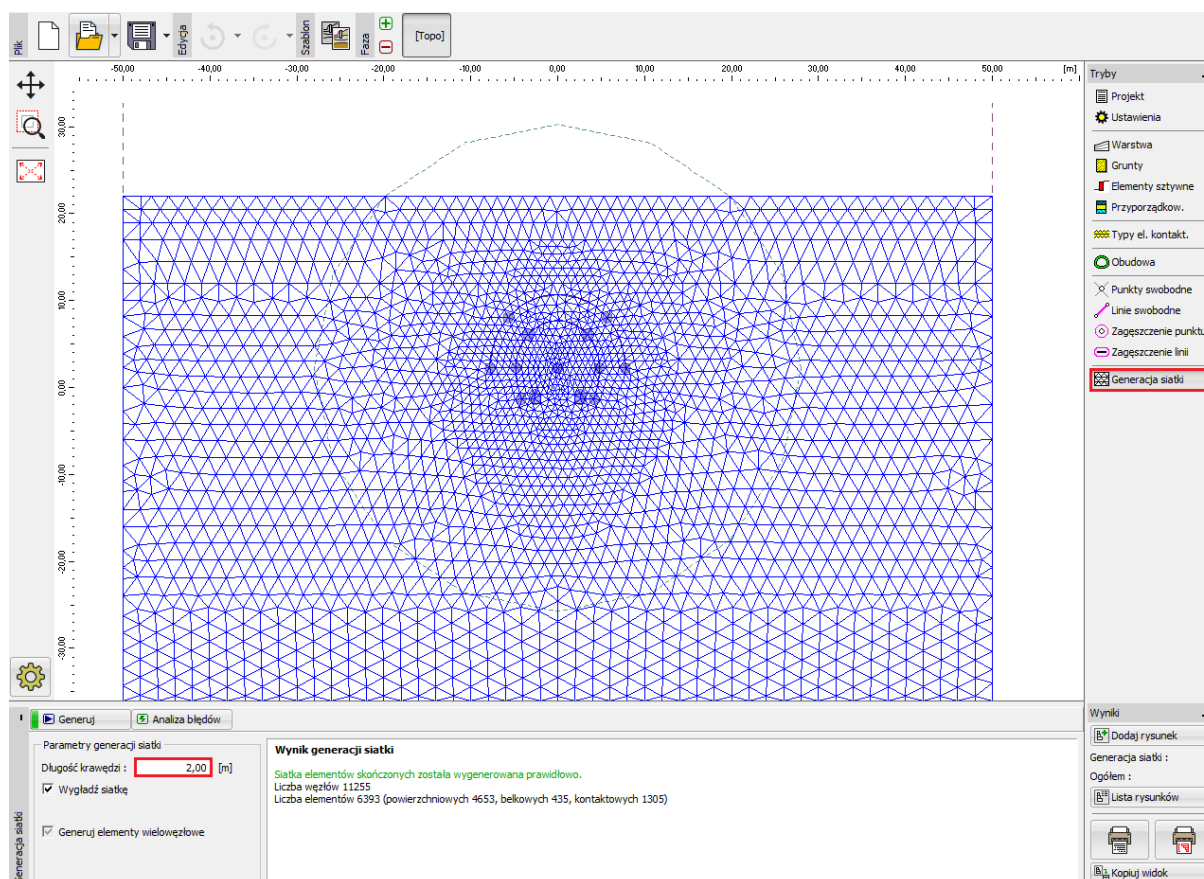 Plik
Edycja
Szablon
Faza
[Topo]
-50,00 -40,00 -30,00 -20,00 -10,00 0,00 10,00 20,00 30,00 40,00 50,00 [m]
30,00
20,00
10,00
0,00
-10,00
-20,00
-30,00
Tryby
Projekt
Ustawienia
Warstwa
Grunty
Elementy sztywne
Przyporządkow.
Typy el. kontakt.
Obudowa
Punkty swobodne
Linie swobodne
Zagęszczenie punktu
Zagęszczenie linii
Generacja siatki
Generuj
Analiza błędów
Parametry generacji siatki
Długość krawędzi : 2,00 [m]
Wygładź siatkę
Generuj elementy wielowęzłowe
Generacja siatki
Wynik generacji siatki
Siatka elementów skończonych została wygenerowana prawidłowo.
Liczba węzłów 11255
Liczba elementów 6393 (powierzchniowych 4653, belkowych 435, kontaktowych 1305)
Wyniki
Dodaj rysunek
Generacja siatki :
Ogółem :
Lista rysunków
Kopiuj widok